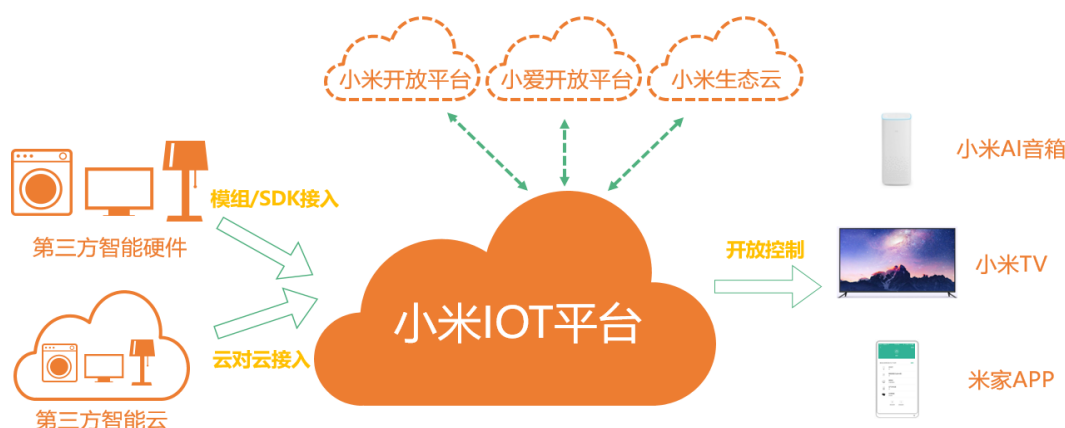 小米开放平台
小爱开放平台
小米生态云
小米AI音箱
模组/SDK接入
第三方智能硬件
开放控制
小米TV
小米IOT平台
云对云接入
米家APP
第三方智能云